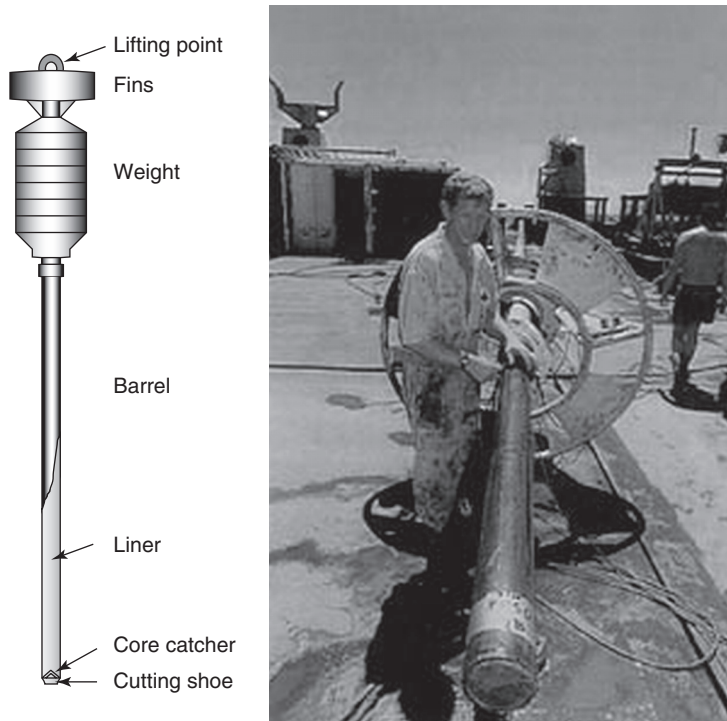 Lifting point
Fins
Weight
Barrel
Liner
Core catcher
Cutting shoe